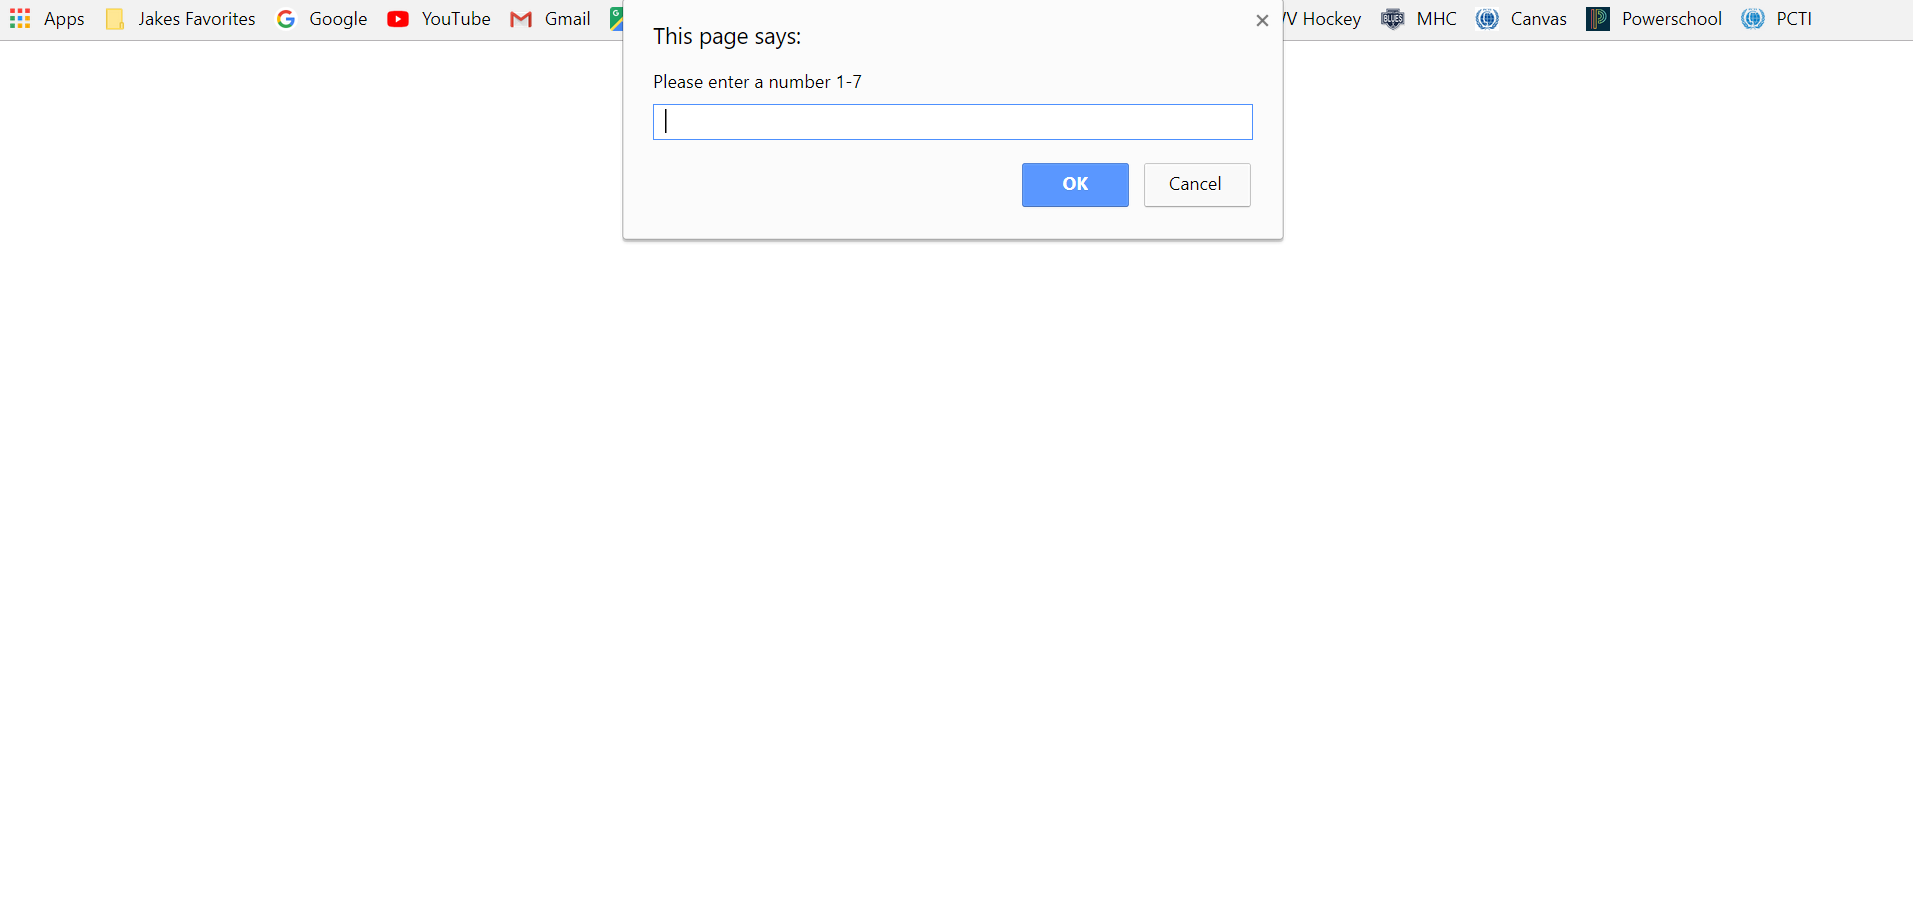 Apps Jakes Favorites Google YouTube Gmail V Hockey MHC Canvas Powerschool PCTI
This page says:
Please enter a number 1-7
OK Cancel